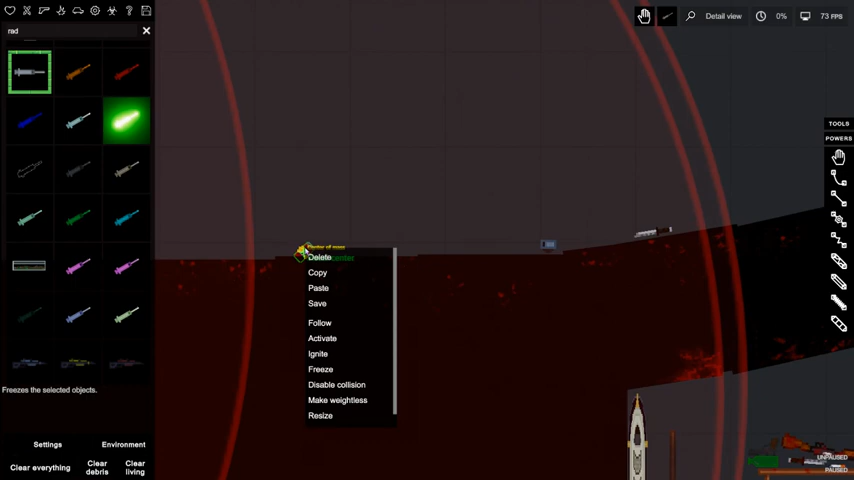 Detail view
0%
73 FPS
rad
TOOLS
POWERS
Center of mass
Delete
center
Copy
Paste
Save
Follow
Activate
Ignite
Freeze
Disable collision
Make weightless
Resize
Freezes the selected objects.
Settings
Environment
Clear everything
Clear debris
Clear living
UNPAUSED
PAUSED